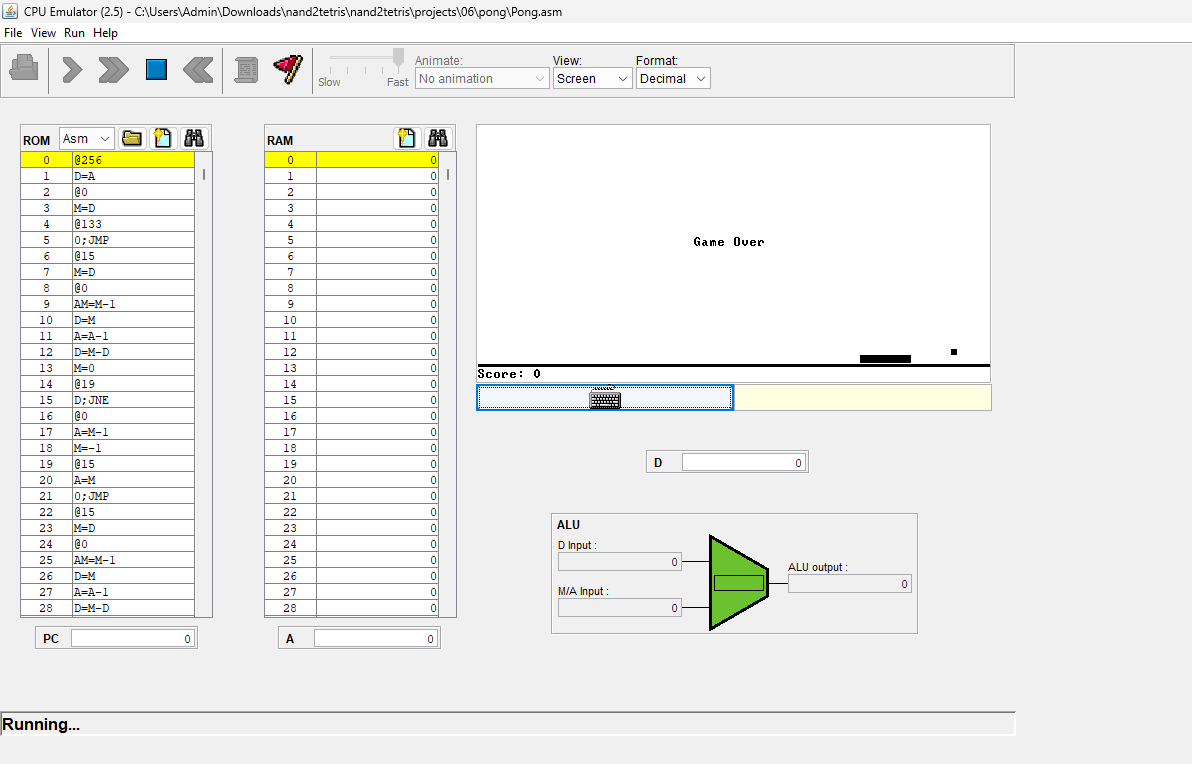 CPU Emulator (2.5) - C:\Users\Admin\Downloads\nand2tetris\nand2tetris\projects\06\pong\Pong.asm
File View Run Help
Slow Fast
Animate:
No animation
View:
Screen
Format:
Decimal
ROM Asm
0 @256
1 D=A
2 @0
3 M=D
4 @133
5 0;JMP
6 @15
7 M=D
8 @0
9 AM=M-1
10 D=M
11 A=A-1
12 D=M-D
13 M=0
14 @19
15 D;JNE
16 @0
17 A=M-1
18 M=-1
19 @15
20 A=M
21 0;JMP
22 @15
23 M=D
24 @0
25 AM=M-1
26 D=M
27 A=A-1
28 D=M-D
PC 0
RAM
0 0
1 0
2 0
3 0
4 0
5 0
6 0
7 0
8 0
9 0
10 0
11 0
12 0
13 0
14 0
15 0
16 0
17 0
18 0
19 0
20 0
21 0
22 0
23 0
24 0
25 0
26 0
27 0
28 0
A 0
Game Over
Score: 0
D 0
ALU
D Input :
0
M/A Input :
0
ALU output :
0
Running...